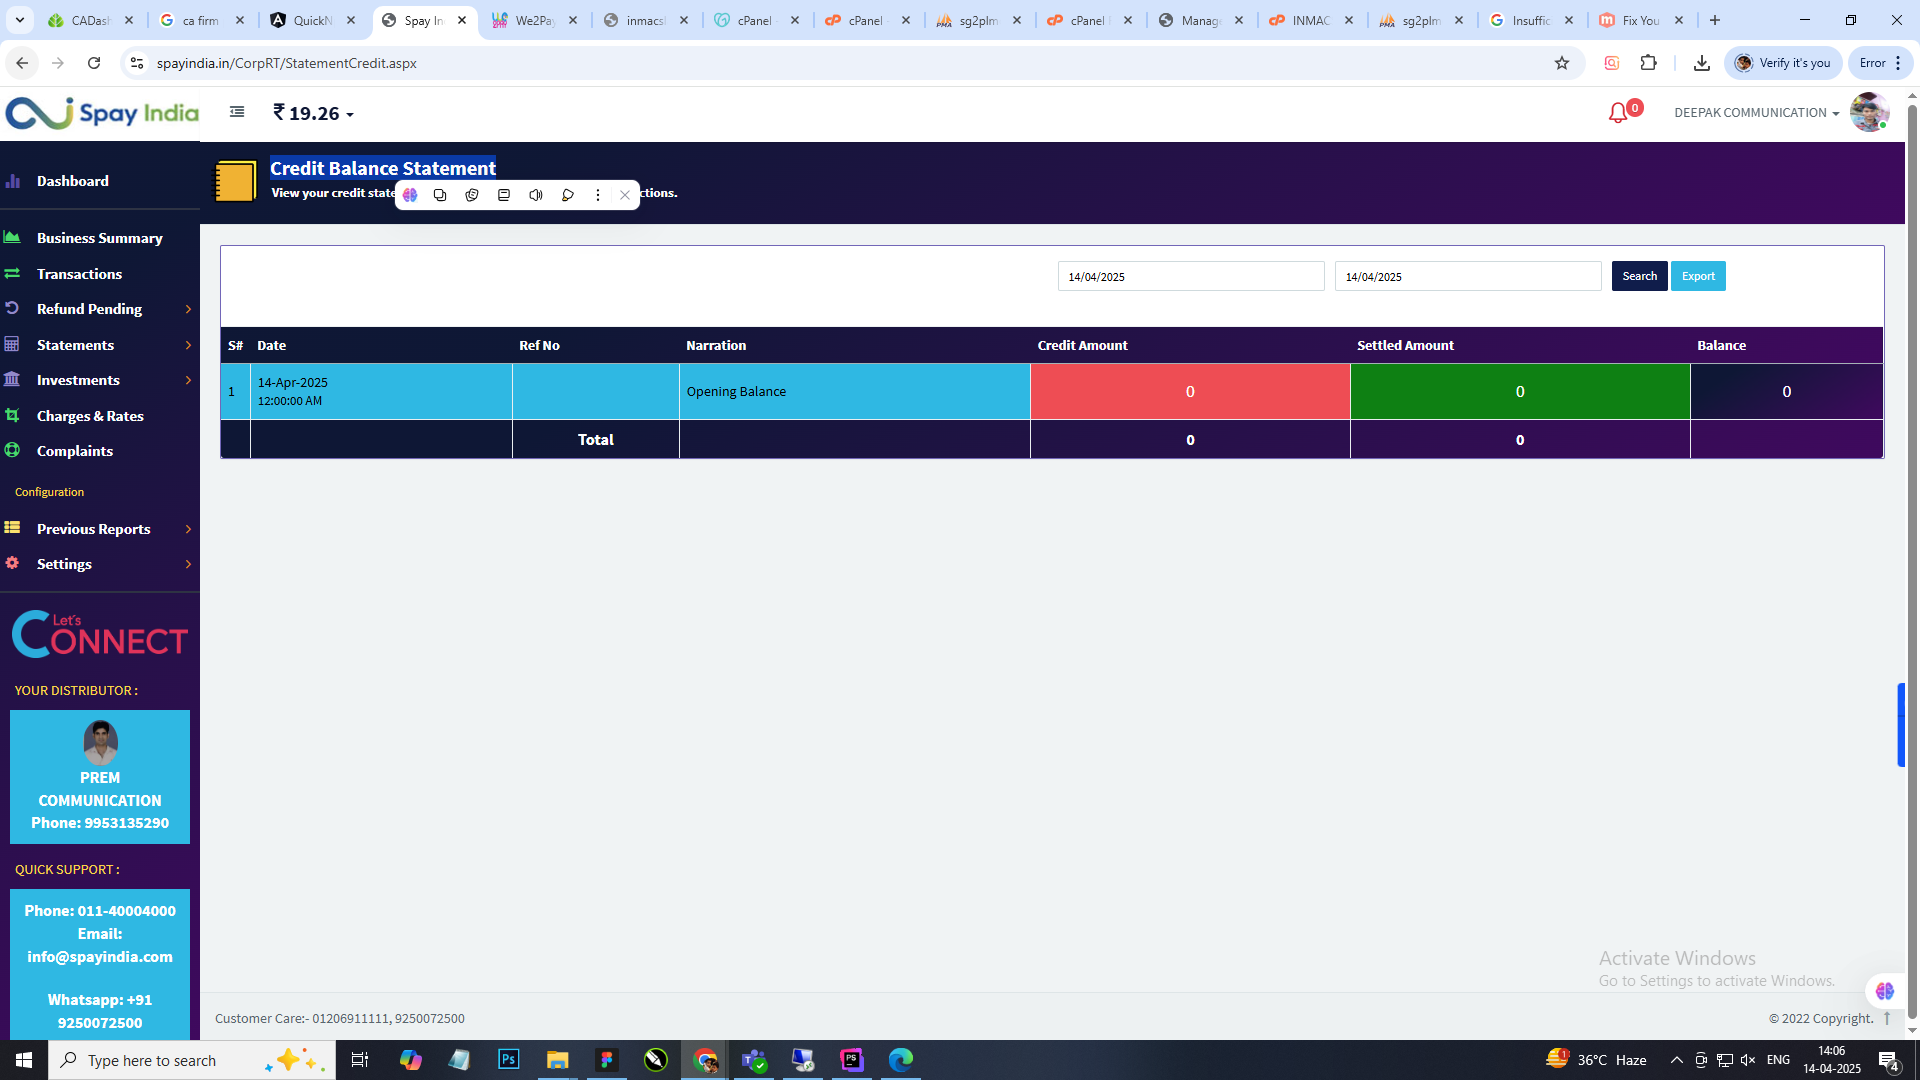 CADash
ca firm
QuickN
Spay In
We2Pay
inmacsl
cPanel
cPanel
sg2plm
cPanel
Manag
INMAC
sg2plm
Insuffic
Fix You
spayindia.in/CorpRT/StatementCredit.aspx
Verify it's you
Error
Spay India
₹ 19.26
0
DEEPAK COMMUNICATION
Credit Balance Statement
View your credit state
ctions.
Dashboard
Business Summary
Transactions
Refund Pending
Statements
Investments
Charges & Rates
Complaints
Configuration
Previous Reports
Settings
Let's
CONNECT
YOUR DISTRIBUTOR :
PREM
COMMUNICATION
Phone: 9953135290
QUICK SUPPORT :
Phone: 011-40004000
Email:
info@spayindia.com
Whatsapp: +91
9250072500
14/04/2025 14/04/2025 Search Export
S# Date Ref No Narration Credit Amount Settled Amount Balance
1 14-Apr-2025 12:00:00 AM Opening Balance 0 0 0
Total 0 0
Activate Windows
Go to Settings to activate Windows.
Customer Care:- 01206911111, 9250072500
© 2022 Copyright.
Type here to search
Ps
PS
1
36°C Haze
ENG
14:06
14-04-2025
4